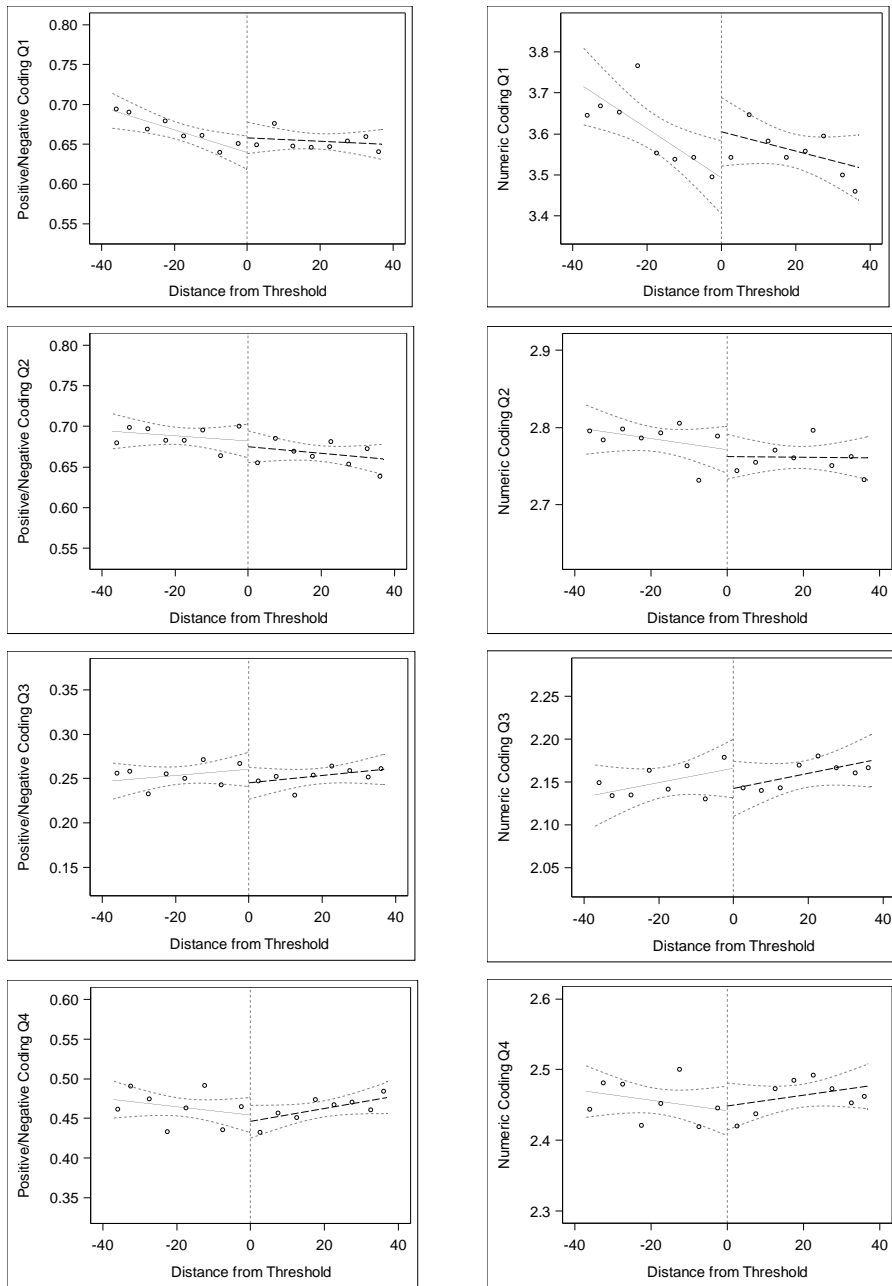 Positive/Negative Coding Q1
0.80
0.75
0.70
0.65
0.60
0.55
-40 -20 0 20 40
Distance from Threshold
Numeric Coding Q1
3.8
3.7
3.6
3.5
3.4
-40 -20 0 20 40
Distance from Threshold
Positive/Negative Coding Q2
0.80
0.75
0.70
0.65
0.60
0.55
-40 -20 0 20 40
Distance from Threshold
Numeric Coding Q2
2.9
2.8
2.7
-40 -20 0 20 40
Distance from Threshold
Positive/Negative Coding Q3
0.35
0.30
0.25
0.20
0.15
-40 -20 0 20 40
Distance from Threshold
Numeric Coding Q3
2.25
2.20
2.15
2.10
2.05
-40 -20 0 20 40
Distance from Threshold
Positive/Negative Coding Q4
0.60
0.55
0.50
0.45
0.40
0.35
-40 -20 0 20 40
Distance from Threshold
Numeric Coding Q4
2.6
2.5
2.4
2.3
-40 -20 0 20 40
Distance from Threshold